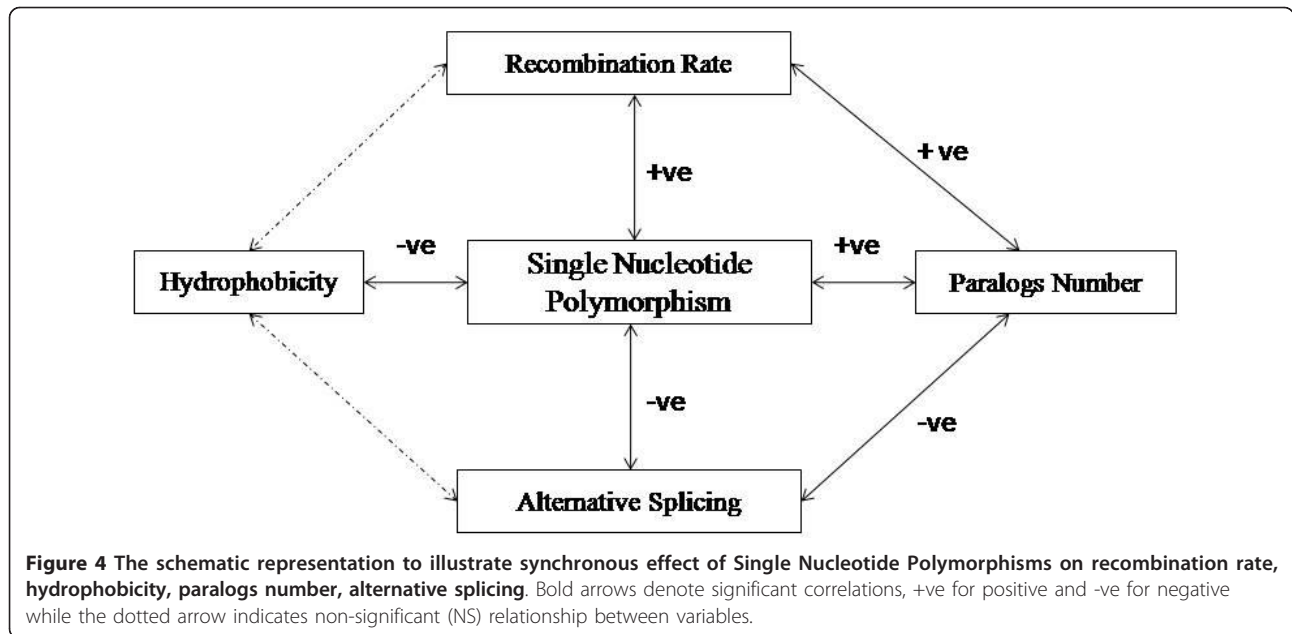 Recombination Rate
+ve
+ ve
Hydrophobicity
-ve
Single Nucleotide
Polymorphism
+ve
Paralogs Number
-ve
-ve
Alternative Splicing
Figure 4 The schematic representation to illustrate synchronous effect of Single Nucleotide Polymorphisms on recombination rate,
hydrophobicity, paralogs number, alternative splicing. Bold arrows denote significant correlations, +ve for positive and -ve for negative
while the dotted arrow indicates non-significant (NS) relationship between variables.